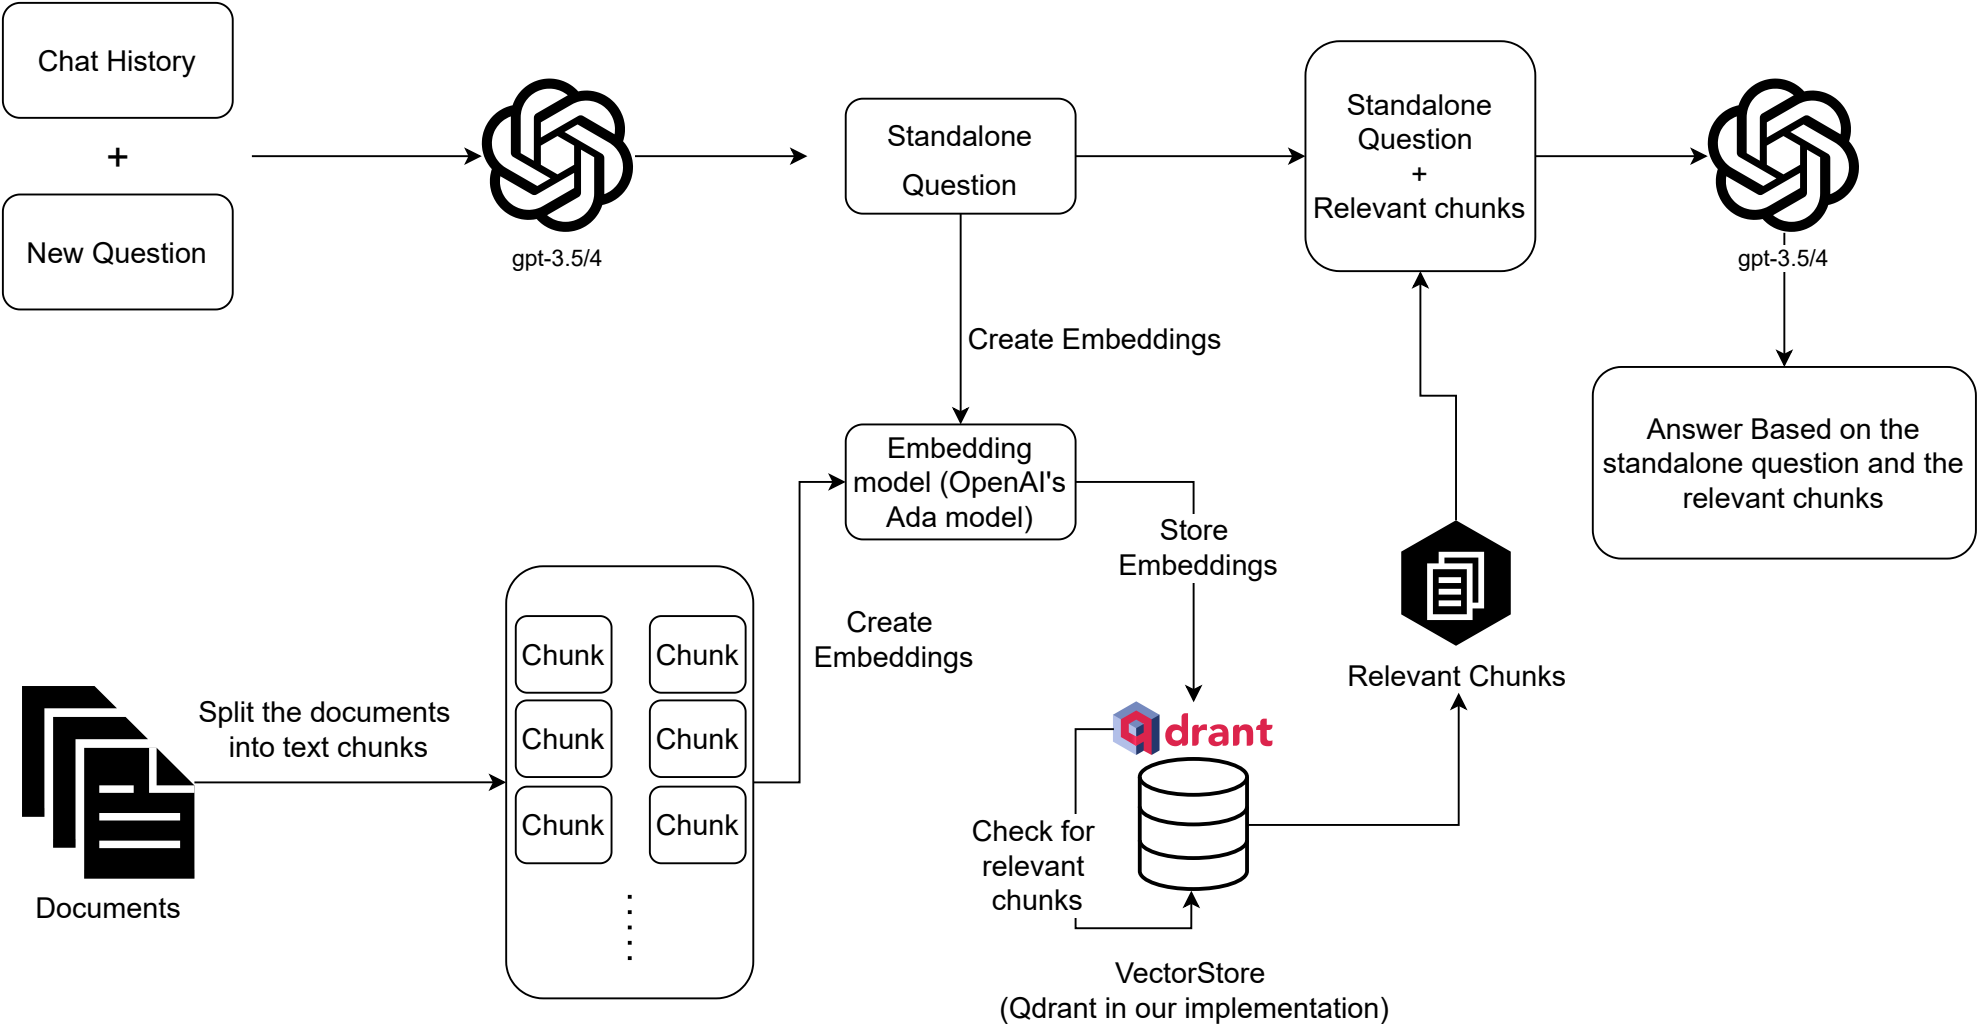 Chat History
+
New Question
gpt-3.5/4
Standalone
Question
Standalone
Question
+
Relevant chunks
gpt-3.5/4
Create Embeddings
Answer Based on the
standalone question and the
relevant chunks
Embedding
model (OpenAI's
Ada model)
Store
Embeddings
Create
Embeddings
Relevant Chunks
Split the documents
into text chunks
Documents
Chunk
Chunk
Chunk
Chunk
Chunk
Chunk
qdrant
Check for
relevant
chunks
VectorStore
(Qdrant in our implementation)